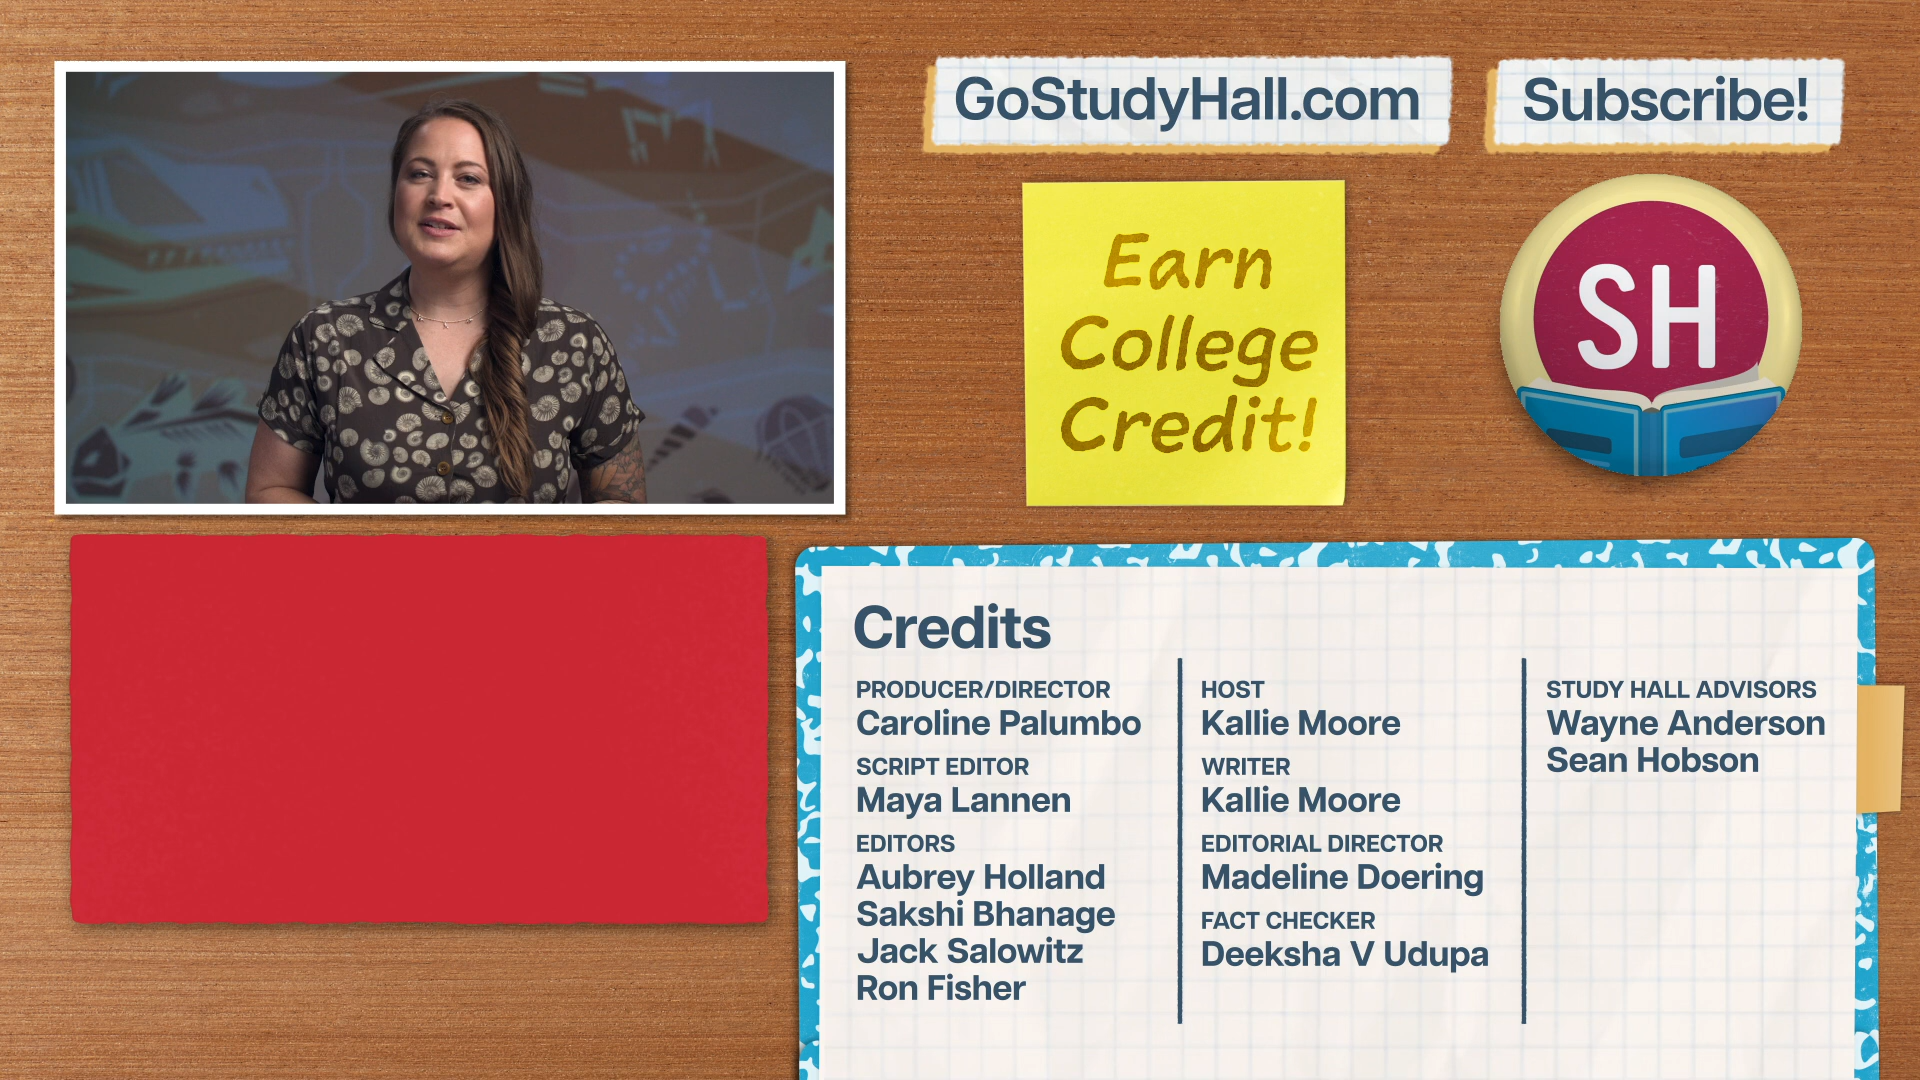 GoStudyHall.com
Subscribe!
Earn
College
Credit!
SH
Credits
PRODUCER/DIRECTOR
Caroline Palumbo
SCRIPT EDITOR
Maya Lannen
EDITORS
Aubrey Holland
Sakshi Bhanage
Jack Salowitz
Ron Fisher
HOST
Kallie Moore
WRITER
Kallie Moore
EDITORIAL DIRECTOR
Madeline Doering
FACT CHECKER
Deeksha V Udupa
STUDY HALL ADVISORS
Wayne Anderson
Sean Hobson